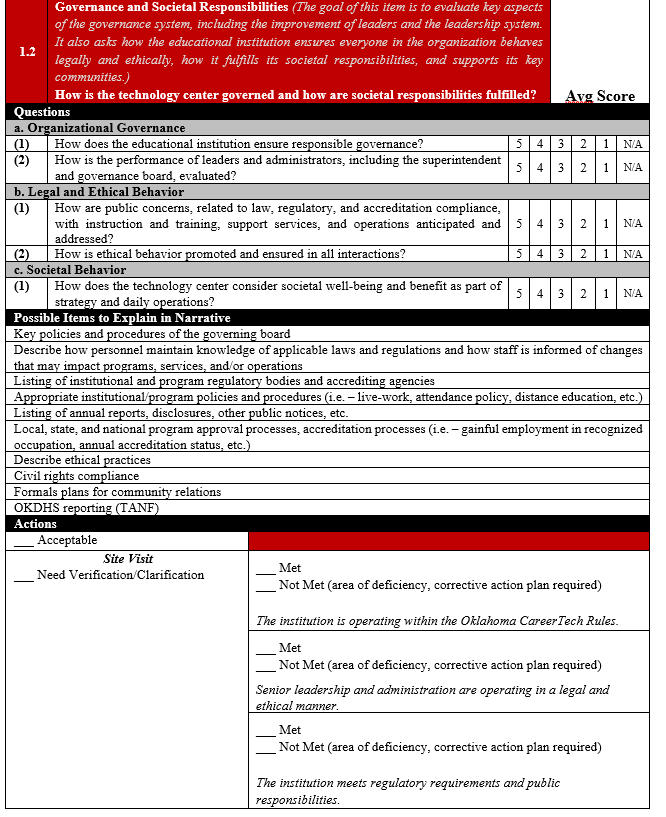 Governance and Societal Responsibilities (The goal of this item is to evaluate key aspects
of the governance system, including the improvement of leaders and the leadership system.
It also asks how the educational institution ensures everyone in the organization behaves
1.2 legally and ethically, how it fulfills its societal responsibilities, and supports its key
communities.)
How is the technology center governed and how are societal responsibilities fulfilled? Avg Score
Questions
a. Organizational Governance
(1) How does the educational institution ensure responsible governance? 5 4 3 2 1 N/A
(2) How is the performance of leaders and administrators, including the superintendent
and governance board, evaluated? 5 4 3 2 1 N/A
b. Legal and Ethical Behavior
(1) How are public concerns, related to law, regulatory, and accreditation compliance,
with instruction and training, support services, and operations anticipated and 5 4 3 2 1 N/A
addressed?
(2) How is ethical behavior promoted and ensured in all interactions? 5 4 3 2 1 N/A
c. Societal Behavior
(1) How does the technology center consider societal well-being and benefit as part of
strategy and daily operations? 5 4 3 2 1 N/A
Possible Items to Explain in Narrative
Key policies and procedures of the governing board
Describe how personnel maintain knowledge of applicable laws and regulations and how staff is informed of changes
that may impact programs, services, and/or operations
Listing of institutional and program regulatory bodies and accrediting agencies
Appropriate institutional/program policies and procedures (i.e. – live-work, attendance policy, distance education, etc.)
Listing of annual reports, disclosures, other public notices, etc.
Local, state, and national program approval processes, accreditation processes (i.e. – gainful employment in recognized
occupation, annual accreditation status, etc.)
Describe ethical practices
Civil rights compliance
Formals plans for community relations
OKDHS reporting (TANF)
Actions
___ Acceptable
Site Visit
___ Need Verification/Clarification
___ Met
___ Not Met (area of deficiency, corrective action plan required)
The institution is operating within the Oklahoma CareerTech Rules.
___ Met
___ Not Met (area of deficiency, corrective action plan required)
Senior leadership and administration are operating in a legal and
ethical manner.
___ Met
___ Not Met (area of deficiency, corrective action plan required)
The institution meets regulatory requirements and public
responsibilities.